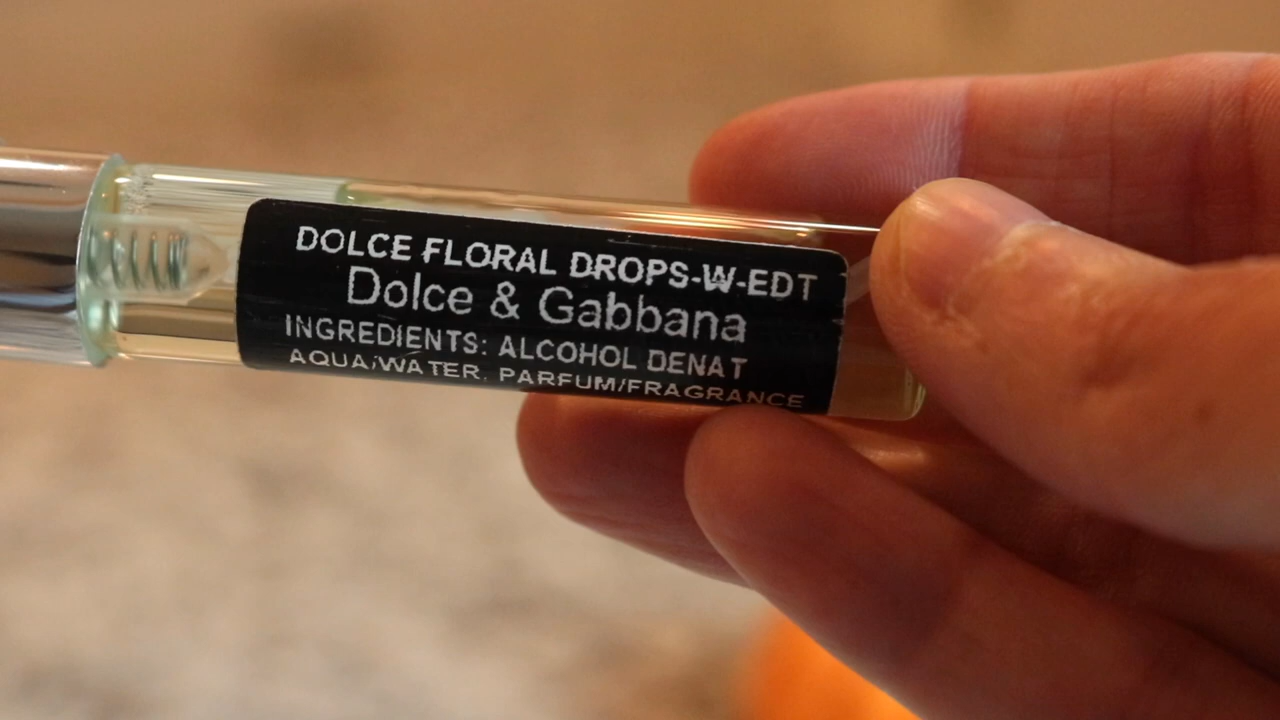 DOLCE FLORAL DROPS-W-EDT
Dolce & Gabbana
INGREDIENTS: ALCOHOL DENAT
AQUA/WATER, PARFUM/FRAGRANCE